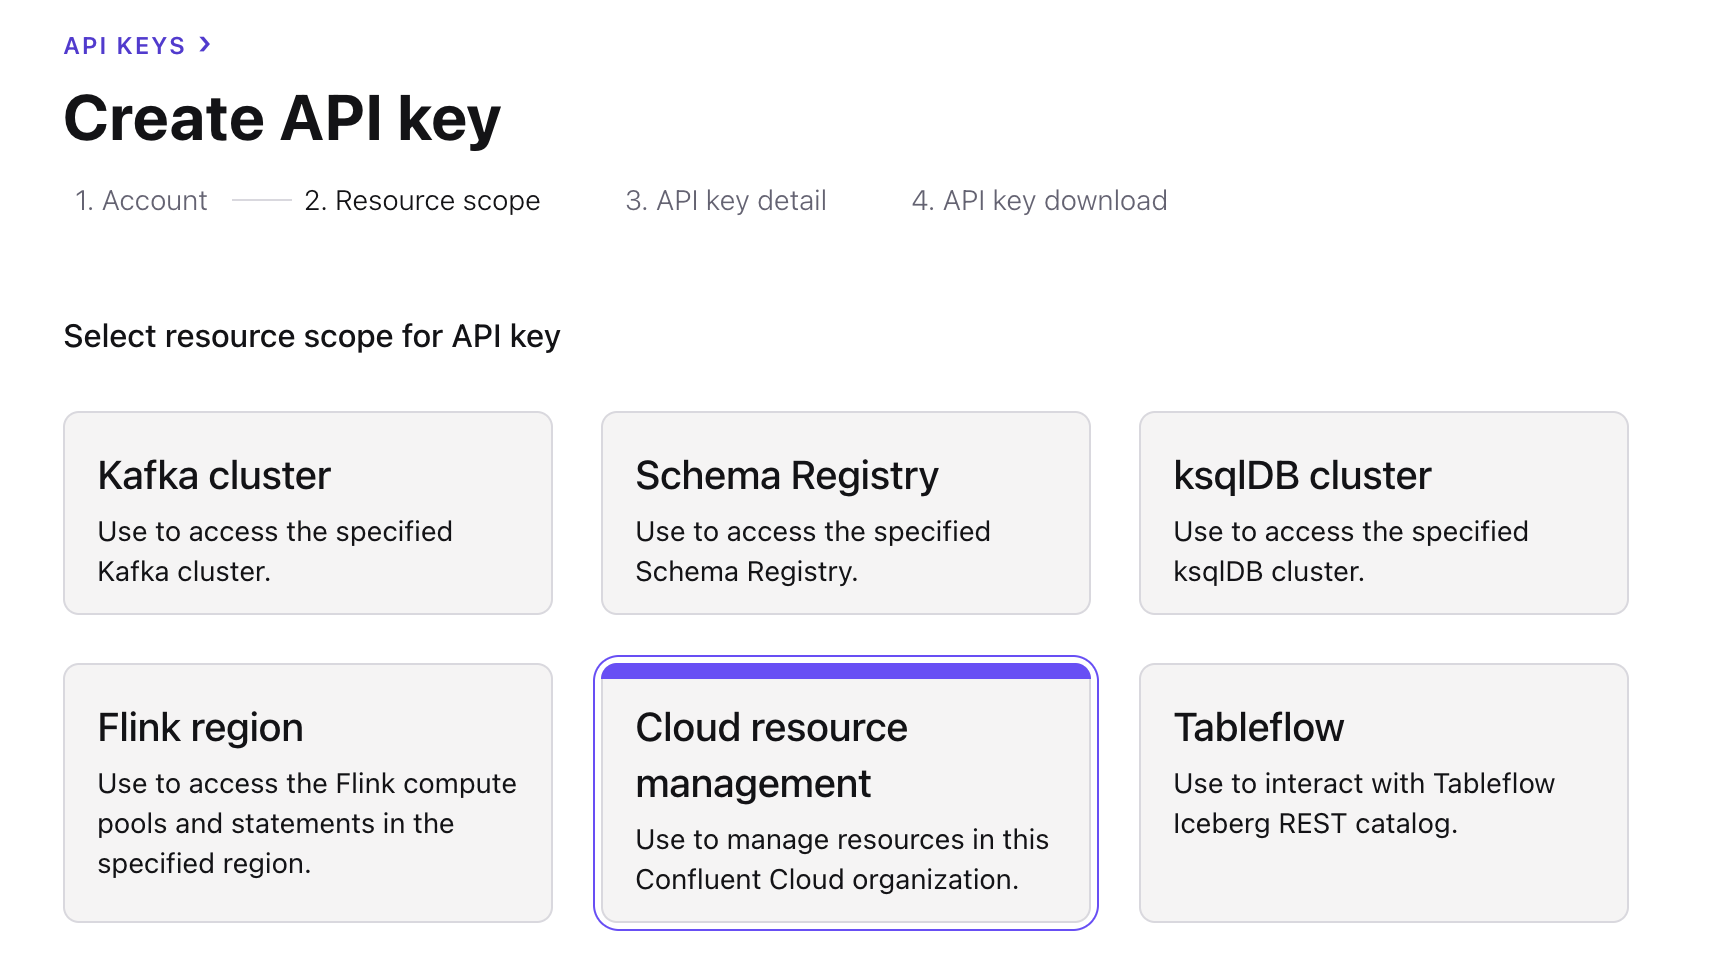 API KEYS >
Create API key
1. Account
2. Resource scope
3. API key detail
4. API key download
Select resource scope for API key
Kafka cluster
Use to access the specified
Kafka cluster.
Schema Registry
Use to access the specified
Schema Registry.
ksqlDB cluster
Use to access the specified
ksqlDB cluster.
Flink region
Use to access the Flink compute
pools and statements in the
specified region.
Cloud resource
management
Use to manage resources in this
Confluent Cloud organization.
Tableflow
Use to interact with Tableflow
Iceberg REST catalog.